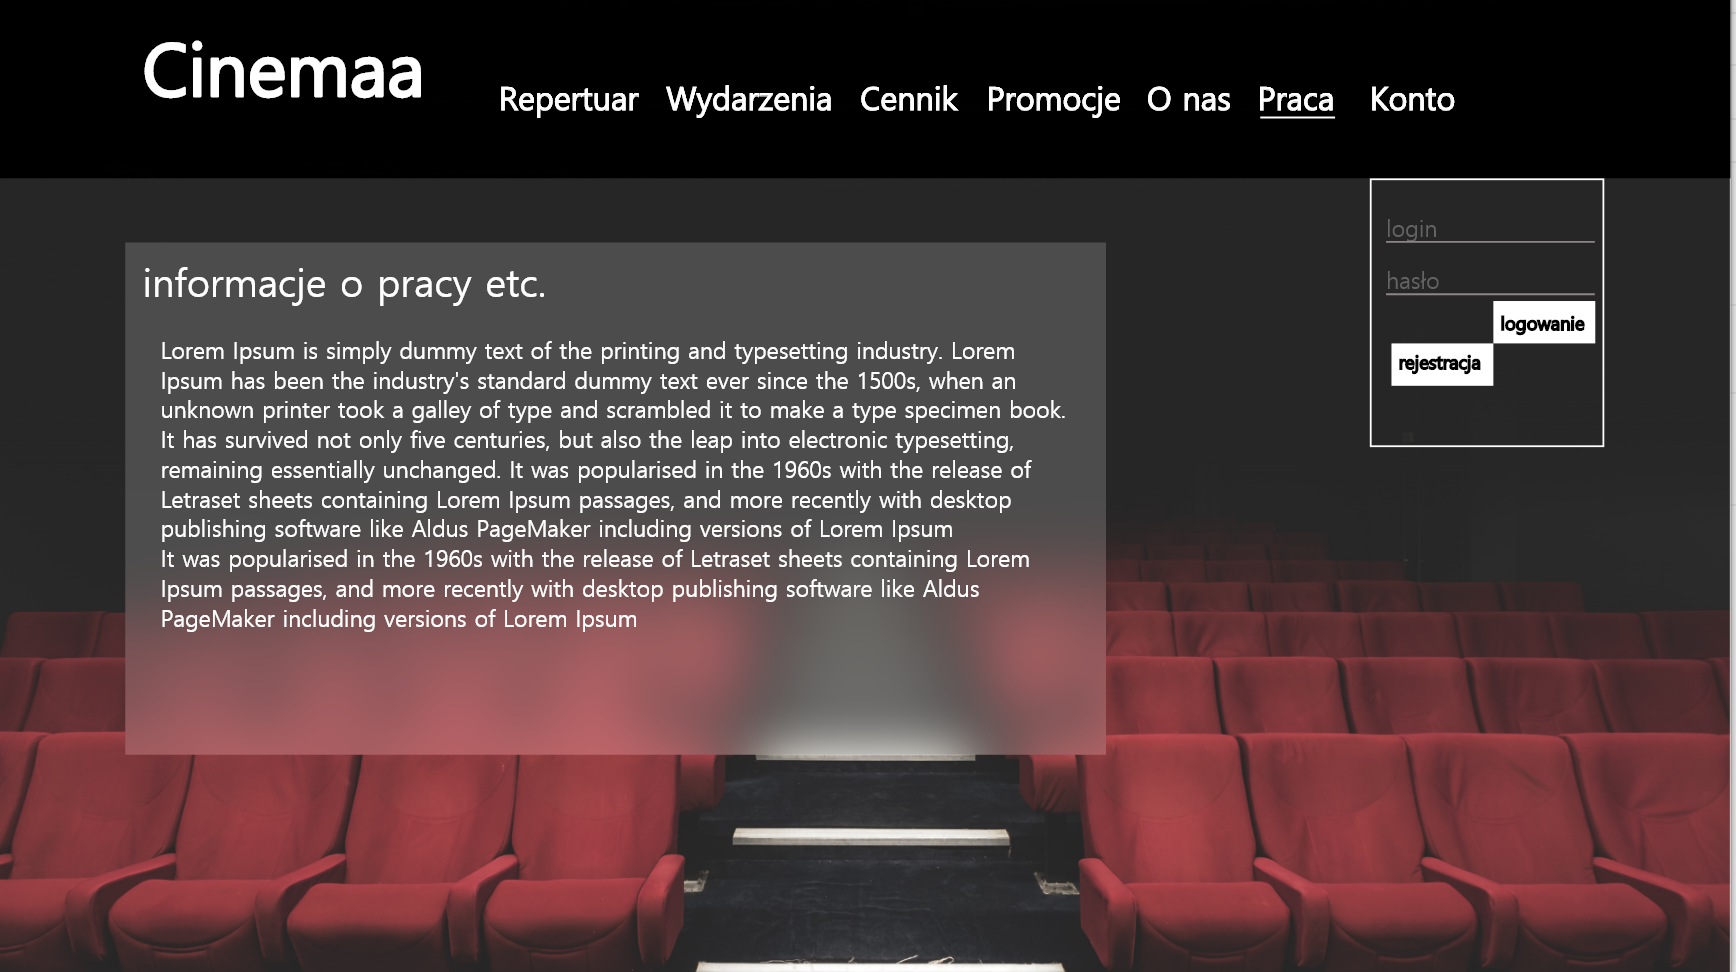 Cinemaa
Repertuar Wydarzenia Cennik Promocje O nas Praca Konto
login
hasło
logowanie
rejestracja
informacje o pracy etc.
Lorem Ipsum is simply dummy text of the printing and typesetting industry. Lorem
Ipsum has been the industry's standard dummy text ever since the 1500s, when an
unknown printer took a galley of type and scrambled it to make a type specimen book.
It has survived not only five centuries, but also the leap into electronic typesetting,
remaining essentially unchanged. It was popularised in the 1960s with the release of
Letraset sheets containing Lorem Ipsum passages, and more recently with desktop
publishing software like Aldus PageMaker including versions of Lorem Ipsum
It was popularised in the 1960s with the release of Letraset sheets containing Lorem
Ipsum passages, and more recently with desktop publishing software like Aldus
PageMaker including versions of Lorem Ipsum